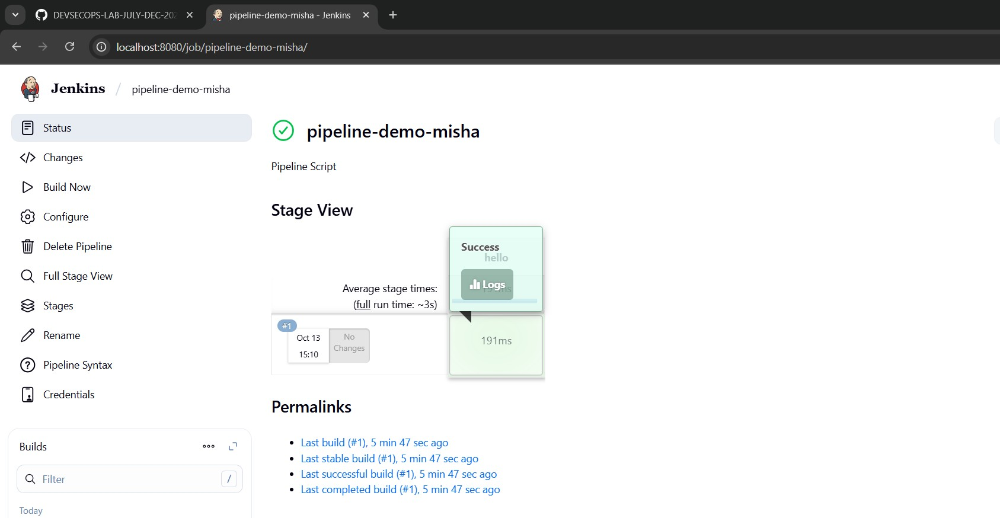 DEVSECOPS-LAB-JULY-DEC-202
pipeline-demo-misha - Jenkins
localhost:8080/job/pipeline-demo-misha/
Jenkins / pipeline-demo-misha
Status
Changes
Build Now
Configure
Delete Pipeline
Full Stage View
Stages
Rename
Pipeline Syntax
Credentials
Builds
Filter
/
Today
pipeline-demo-misha
Pipeline Script
Stage View
Success
hello
Logs
Average stage times:
(full run time: ~3s)
#1
Oct 13
15:10
No
Changes
191ms
Permalinks
Last build (#1), 5 min 47 sec ago
Last stable build (#1), 5 min 47 sec ago
Last successful build (#1), 5 min 47 sec ago
Last completed build (#1), 5 min 47 sec ago